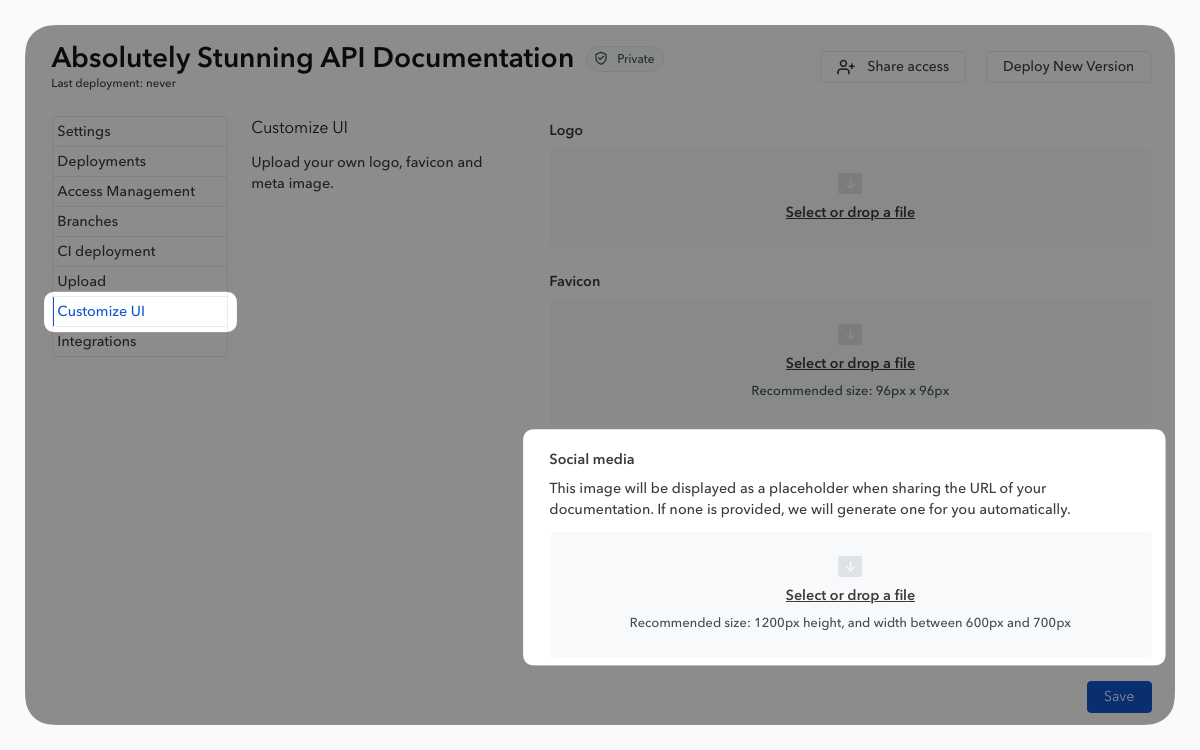 Absolutely Stunning API Documentation
Private
Last deployment: never
Share access
Deploy New Version
Settings
Deployments
Access Management
Branches
CI deployment
Upload
Customize UI
Integrations
Customize UI
Upload your own logo, favicon and
meta image.
Logo
Select or drop a file
Favicon
Select or drop a file
Recommended size: 96px x 96px
Social media
This image will be displayed as a placeholder when sharing the URL of your
documentation. If none is provided, we will generate one for you automatically.
Select or drop a file
Recommended size: 1200px height, and width between 600px and 700px
Save